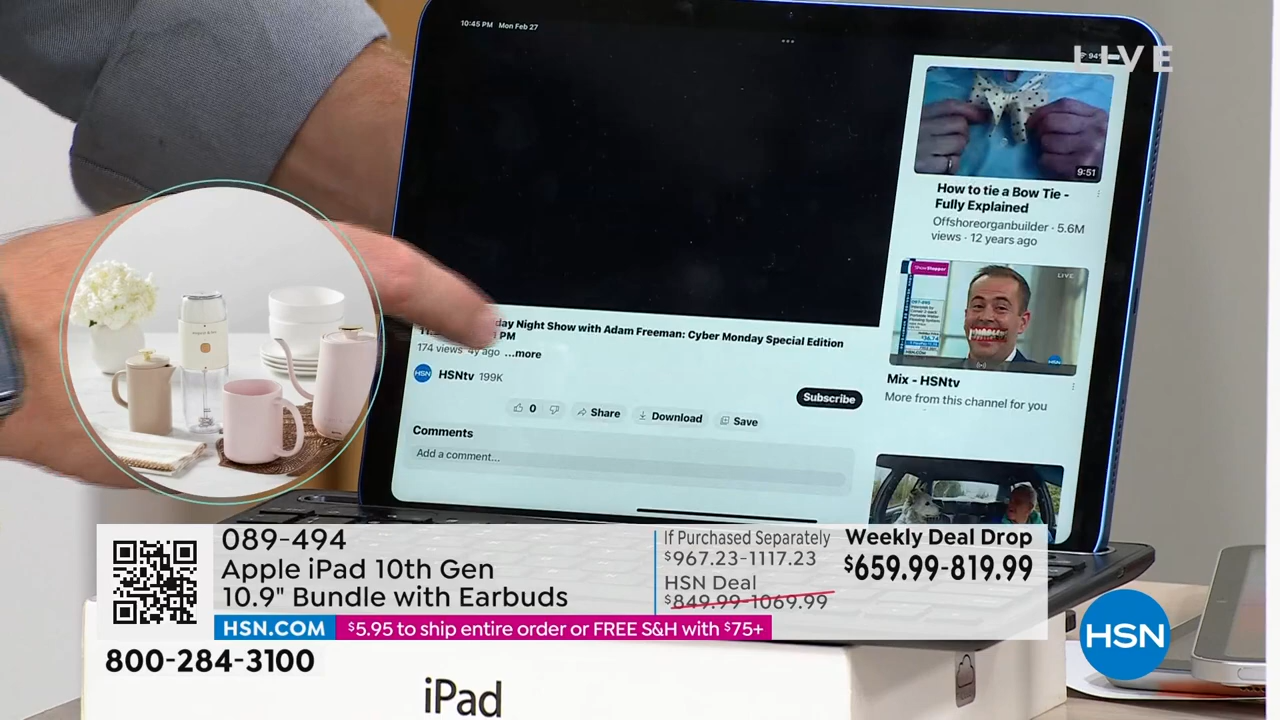 10:45 PM Mon Feb 27
94%
LIVE
9:51
How to tie a Bow Tie -
Fully Explained
Offshoreorganbuilder · 5.6M
views · 12 years ago
ShowStopper
LIVE
HSN.COM
HSN
Mix - HSNtv
More from this channel for you
day Night Show with Adam Freeman: Cyber Monday Special Edition
PM
174 views 4y ago ...more
HSN
HSNtv 199K
Subscribe
0
Share
Download
Save
Comments
Add a comment...
089-494
Apple iPad 10th Gen
10.9" Bundle with Earbuds
If Purchased Separately
$967.23-1117.23
HSN Deal
$849.99-1069.99
Weekly Deal Drop
$659.99-819.99
HSN.COM
$5.95 to ship entire order or FREE S&H with $75+
800-284-3100
HSN
iPad